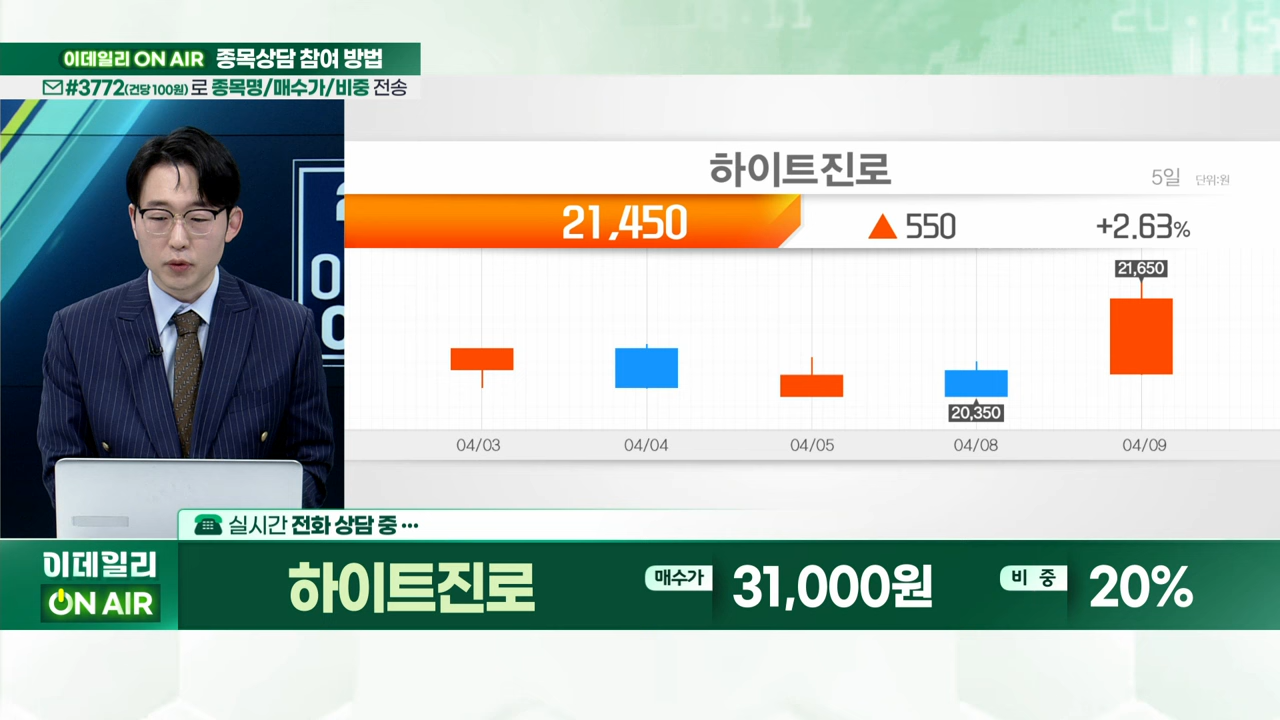 이데일리 ON AIR 종목상담 참여 방법
#3772(건당 100원)로 종목명/매수가/비중 전송
하이트진로
5일 단위:원
21,450 ▲ 550 +2.63%
21,650
20,350
04/03 04/04 04/05 04/08 04/09
실시간 전화 상담 중 ···
이데일리
ON AIR
하이트진로 매수가 31,000원 비 중 20%